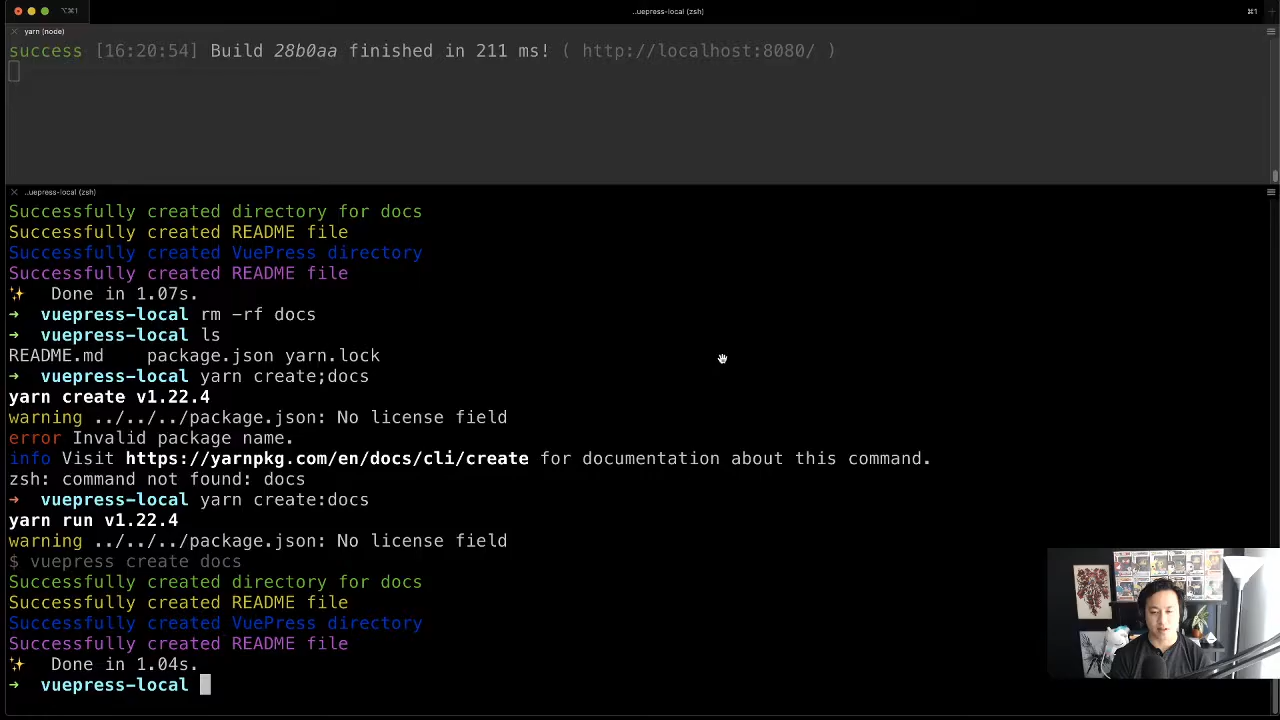 ⌥⌘1
..vuepress-local (zsh)
⌘1
yarn (node)
success [16:20:54] Build 28b0aa finished in 211 ms! ( http://localhost:8080/ )
..uepress-local (zsh)
Successfully created directory for docs
Successfully created README file
Successfully created VuePress directory
Successfully created README file
✨ Done in 1.07s.
→ vuepress-local rm -rf docs
→ vuepress-local ls
README.md package.json yarn.lock
→ vuepress-local yarn create;docs
yarn create v1.22.4
warning ../../../package.json: No license field
error Invalid package name.
info Visit https://yarnpkg.com/en/docs/cli/create for documentation about this command.
zsh: command not found: docs
→ vuepress-local yarn create:docs
yarn run v1.22.4
warning ../../../package.json: No license field
$ vuepress create docs
Successfully created directory for docs
Successfully created README file
Successfully created VuePress directory
Successfully created README file
✨ Done in 1.04s.
→ vuepress-local